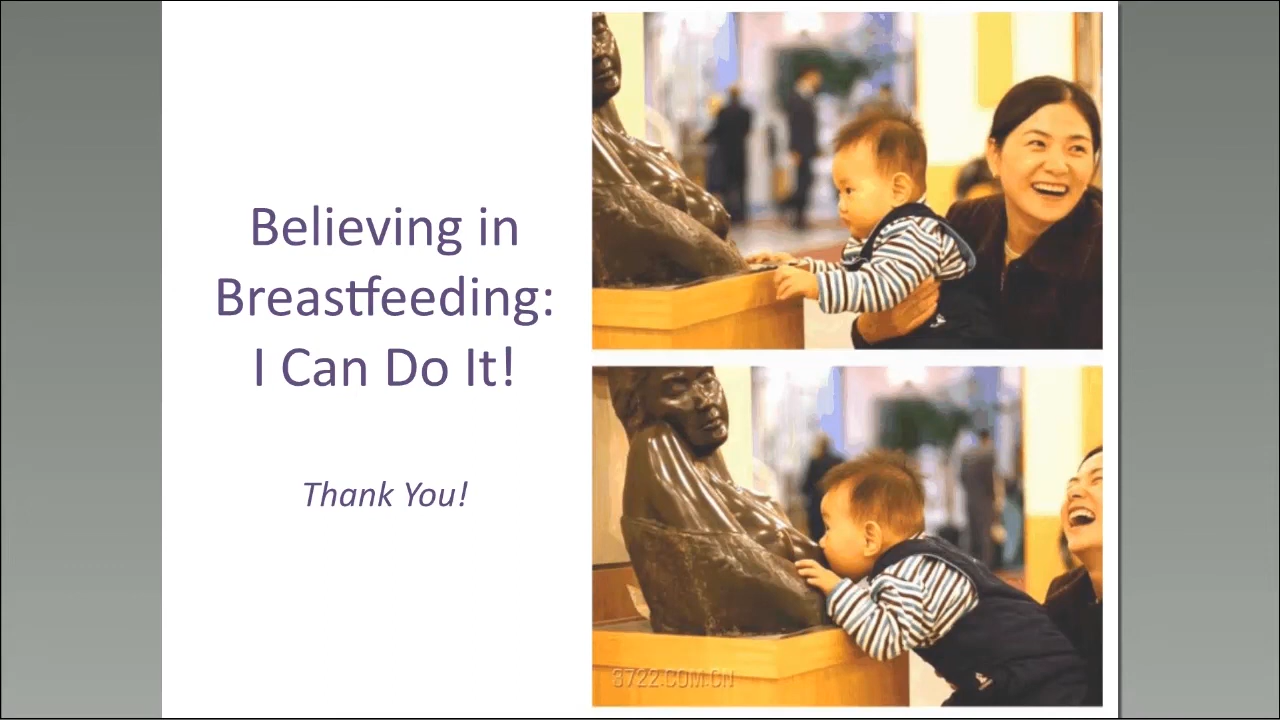 Believing in
Breastfeeding:
I Can Do It!
Thank You!
3722.COM.CN